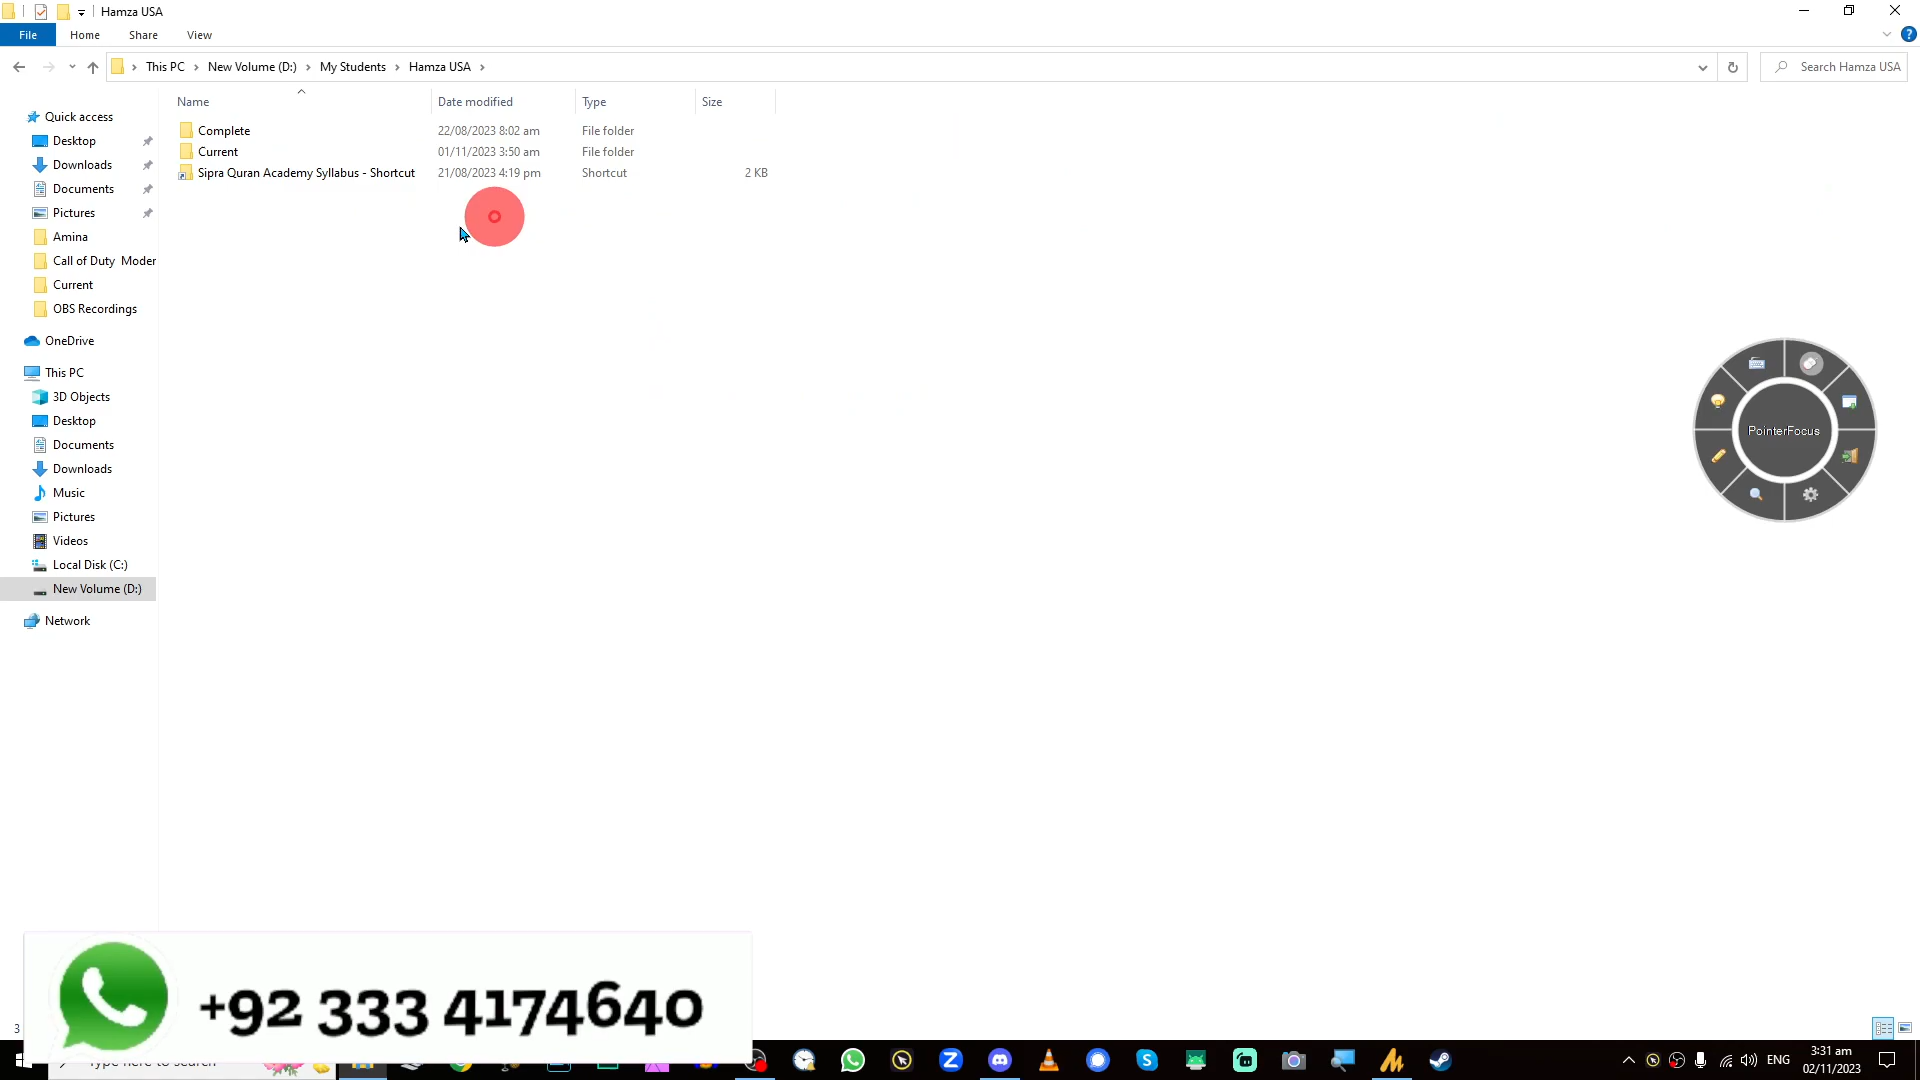 Hamza USA
File
Home
Share
View
This PC
New Volume (D:)
My Students
Hamza USA
Search Hamza USA
Name
Date modified
Type
Size
Complete
22/08/2023 8:02 am
File folder
Current
01/11/2023 3:50 am
File folder
Sipra Quran Academy Syllabus - Shortcut
21/08/2023 4:19 pm
Shortcut
2 KB
Quick access
Desktop
Downloads
Documents
Pictures
Amina
Call of Duty Moder
Current
OBS Recordings
OneDrive
This PC
3D Objects
Desktop
Documents
Downloads
Music
Pictures
Videos
Local Disk (C:)
New Volume (D:)
Network
PointerFocus
+92 333 4174640
3
Type here to search
ENG
3:31 am
02/11/2023